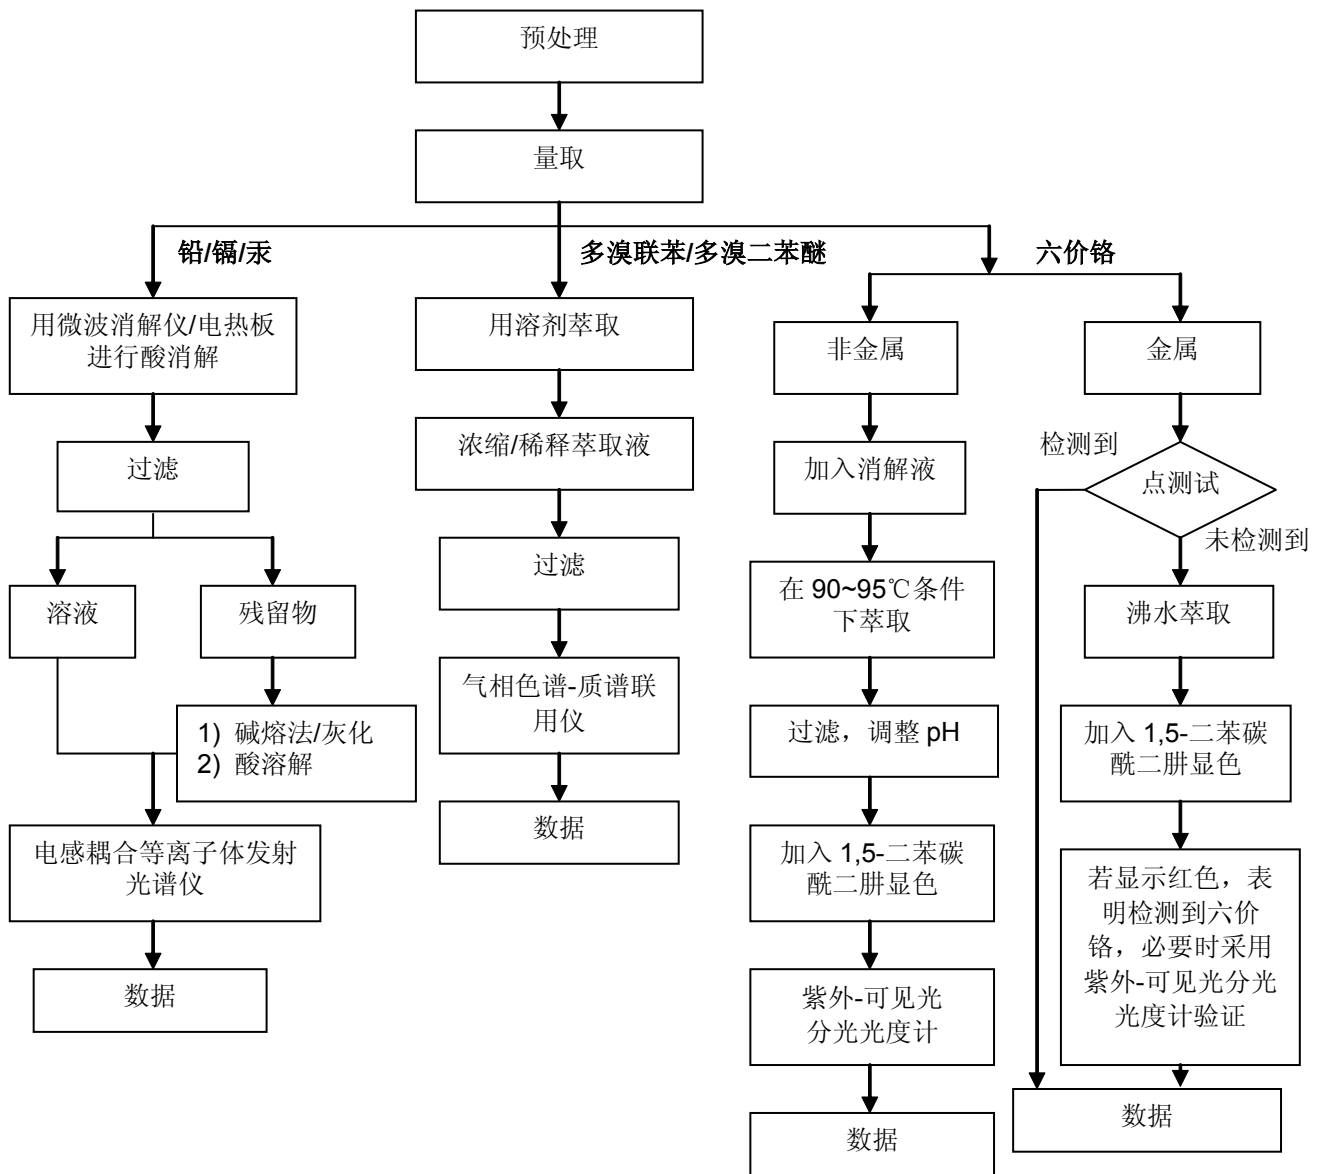 预处理
量取
铅/镉/汞
多溴联苯/多溴二苯醚
六价铬
用微波消解仪/电热板
进行酸消解
过滤
溶液
残留物
1) 碱熔法/灰化
2) 酸溶解
电感耦合等离子体发射
光谱仪
数据
用溶剂萃取
浓缩/稀释萃取液
过滤
气相色谱-质谱联
用仪
数据
非金属
加入消解液
在 90~95℃条件
下萃取
过滤，调整 pH
加入 1,5-二苯碳
酰二肼显色
紫外-可见光
分光光度计
数据
金属
检测到
点测试
未检测到
沸水萃取
加入 1,5-二苯碳
酰二肼显色
若显示红色，表
明检测到六价
铬，必要时采用
紫外-可见光分光
光度计验证
数据